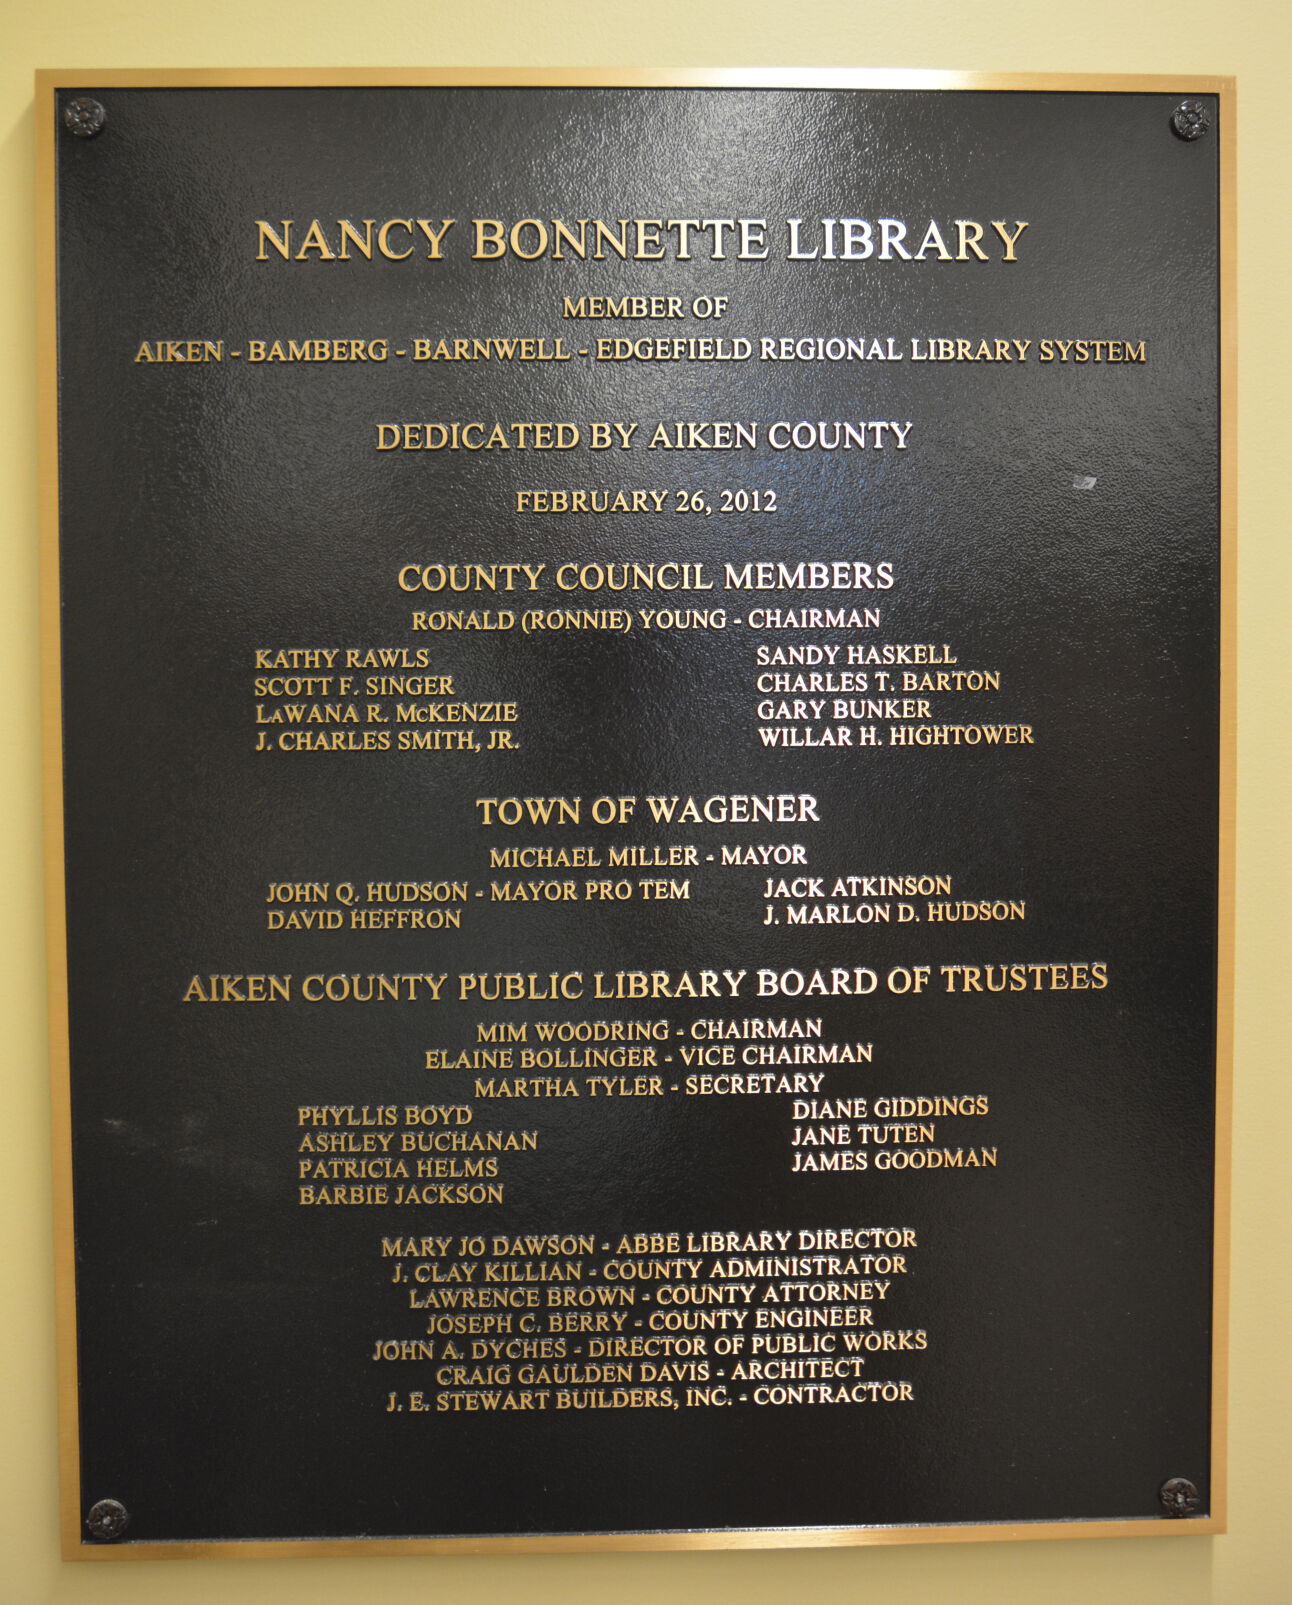 NANCY BONNETTE LIBRARY
MEMBER OF
AIKEN - BAMBERG - BARNWELL - EDGEFIELD REGIONAL LIBRARY SYSTEM
DEDICATED BY AIKEN COUNTY
FEBRUARY 26, 2012
COUNTY COUNCIL MEMBERS
RONALD (RONNIE) YOUNG - CHAIRMAN
KATHY RAWLS
SCOTT F. SINGER
LaWANA R. McKENZIE
J. CHARLES SMITH, JR.
SANDY HASKELL
CHARLES T. BARTON
GARY BUNKER
WILLAR H. HIGHTOWER
TOWN OF WAGENER
MICHAEL MILLER - MAYOR
JOHN Q. HUDSON - MAYOR PRO TEM
DAVID HEFFRON
JACK ATKINSON
J. MARLON D. HUDSON
AIKEN COUNTY PUBLIC LIBRARY BOARD OF TRUSTEES
MIM WOODRING - CHAIRMAN
ELAINE BOLLINGER - VICE CHAIRMAN
MARTHA TYLER - SECRETARY
PHYLLIS BOYD
ASHLEY BUCHANAN
PATRICIA HELMS
BARBIE JACKSON
DIANE GIDDINGS
JANE TUTEN
JAMES GOODMAN
MARY JO DAWSON - ABBE LIBRARY DIRECTOR
J. CLAY KILLIAN - COUNTY ADMINISTRATOR
LAWRENCE BROWN - COUNTY ATTORNEY
JOSEPH C. BERRY - COUNTY ENGINEER
JOHN A. DYCHES - DIRECTOR OF PUBLIC WORKS
CRAIG GAULDEN DAVIS - ARCHITECT
J. E. STEWART BUILDERS, INC. - CONTRACTOR